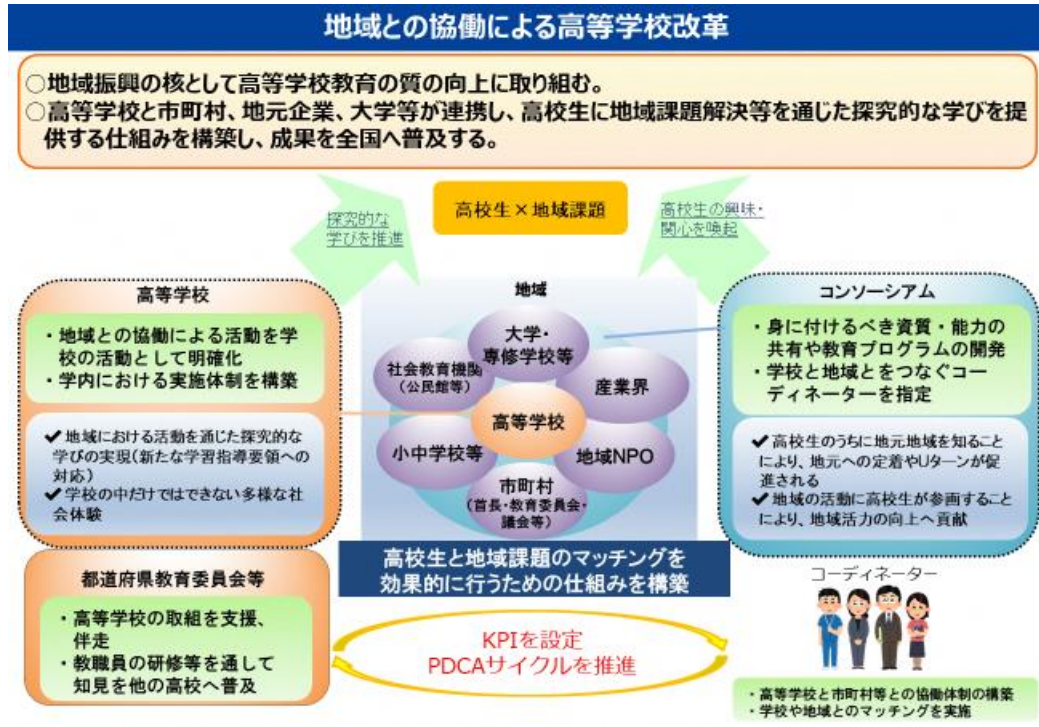 地域との協働による高等学校改革
○地域振興の核として高等学校教育の質の向上に取り組む。
○高等学校と市町村、地元企業、大学等が連携し、高校生に地域課題解決等を通じた探究的な学びを提
供する仕組みを構築し、成果を全国へ普及する。
探究的な
学びを推進
高校生×地域課題
高校生の興味・
関心を喚起
高等学校
・地域との協働による活動を学
校の活動として明確化
・学内における実施体制を構築
✔地域における活動を通じた探究的な
学びの実現(新たな学習指導要領への
対応)
✔学校の中だけではできない多様な社
会体験
地域
大学・
専修学校等
社会教育機関
(公民館等)
産業界
高等学校
小中学校等
地域NPO
市町村
(首長・教育委員会・
議会等)
高校生と地域課題のマッチングを
効果的に行うための仕組みを構築
コンソーシアム
・身に付けるべき資質・能力の
共有や教育プログラムの開発
・学校と地域とをつなぐコー
ディネーターを指定
✔高校生のうちに地元地域を知ること
により、地元への定着やUターンが促
進される
✔地域の活動に高校生が参画すること
により、地域活力の向上へ貢献
都道府県教育委員会等
・高等学校の取組を支援、
伴走
・教職員の研修等を通して
知見を他の高校へ普及
KPIを設定
PDCAサイクルを推進
コーディネーター
・高等学校と市町村等との協働体制の構築
・学校や地域とのマッチングを実施